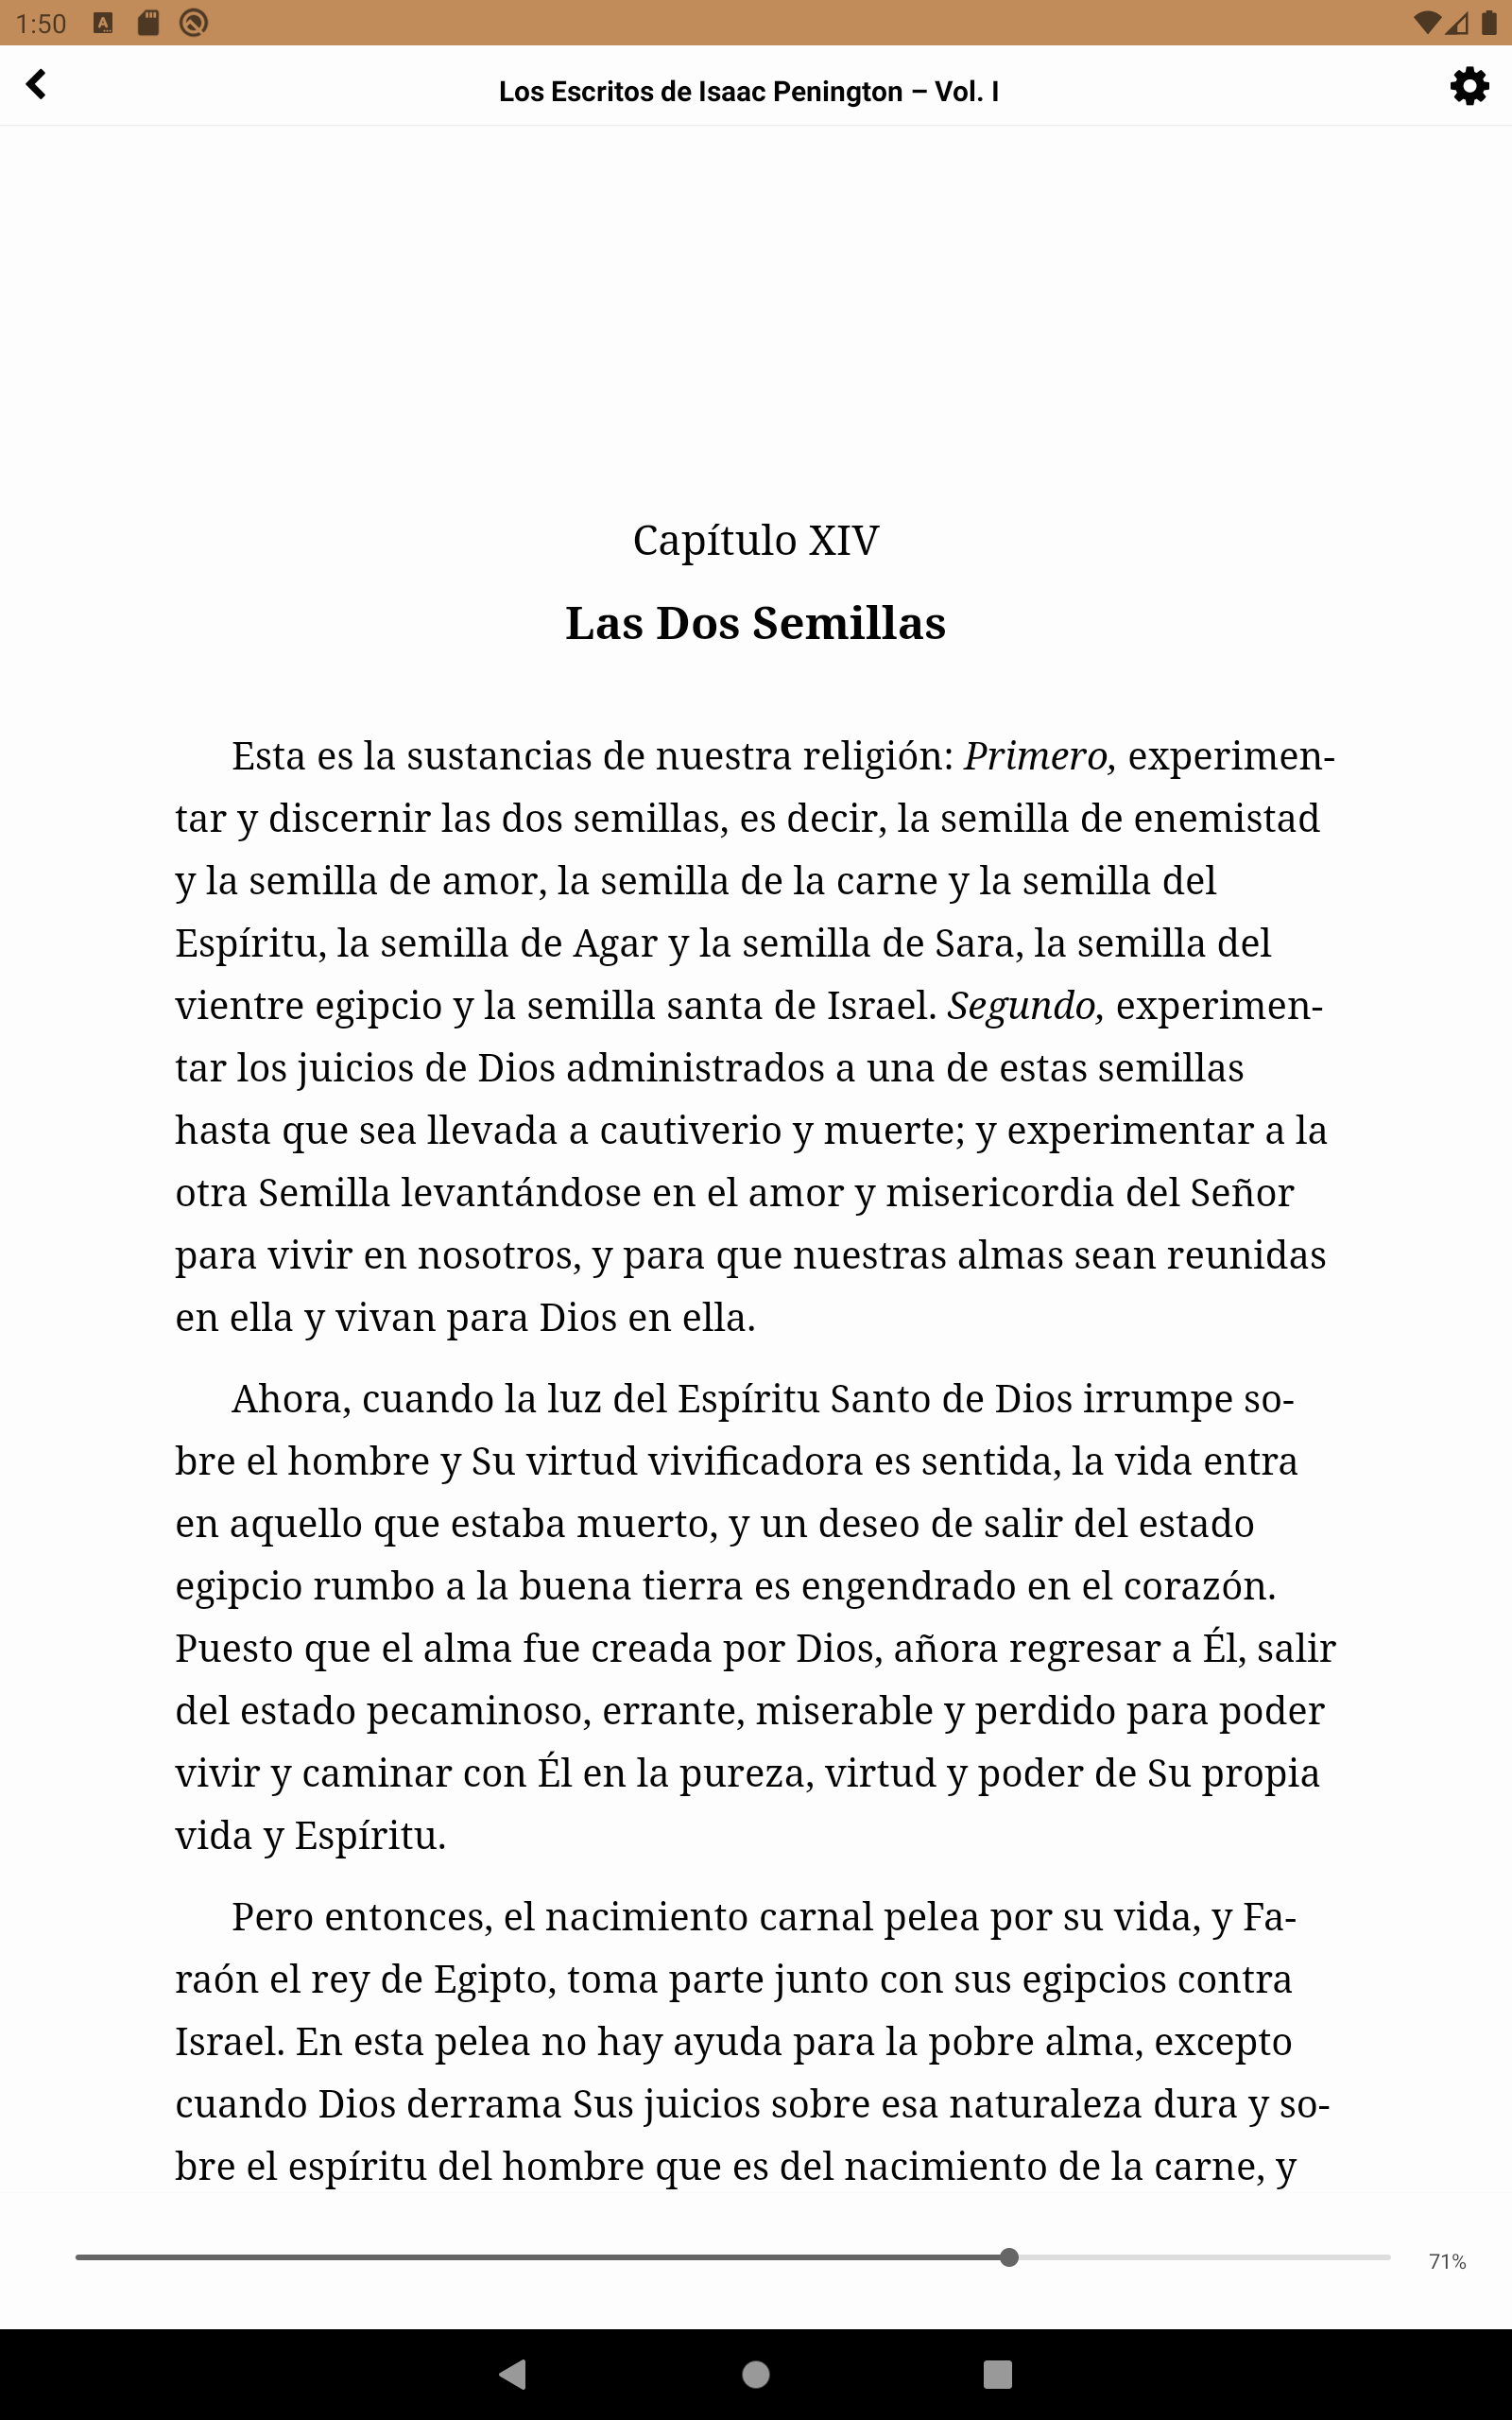 1:50
Los Escritos de Isaac Penington – Vol. I
Capítulo XIV
Las Dos Semillas
Esta es la sustancias de nuestra religión: Primero, experimen-
tar y discernir las dos semillas, es decir, la semilla de enemistad
y la semilla de amor, la semilla de la carne y la semilla del
Espíritu, la semilla de Agar y la semilla de Sara, la semilla del
vientre egipcio y la semilla santa de Israel. Segundo, experimen-
tar los juicios de Dios administrados a una de estas semillas
hasta que sea llevada a cautiverio y muerte; y experimentar a la
otra Semilla levantándose en el amor y misericordia del Señor
para vivir en nosotros, y para que nuestras almas sean reunidas
en ella y vivan para Dios en ella.
Ahora, cuando la luz del Espíritu Santo de Dios irrumpe so-
bre el hombre y Su virtud vivificadora es sentida, la vida entra
en aquello que estaba muerto, y un deseo de salir del estado
egipcio rumbo a la buena tierra es engendrado en el corazón.
Puesto que el alma fue creada por Dios, añora regresar a Él, salir
del estado pecaminoso, errante, miserable y perdido para poder
vivir y caminar con Él en la pureza, virtud y poder de Su propia
vida y Espíritu.
Pero entonces, el nacimiento carnal pelea por su vida, y Fa-
raón el rey de Egipto, toma parte junto con sus egipcios contra
Israel. En esta pelea no hay ayuda para la pobre alma, excepto
cuando Dios derrama Sus juicios sobre esa naturaleza dura y so-
bre el espíritu del hombre que es del nacimiento de la carne, y
71%